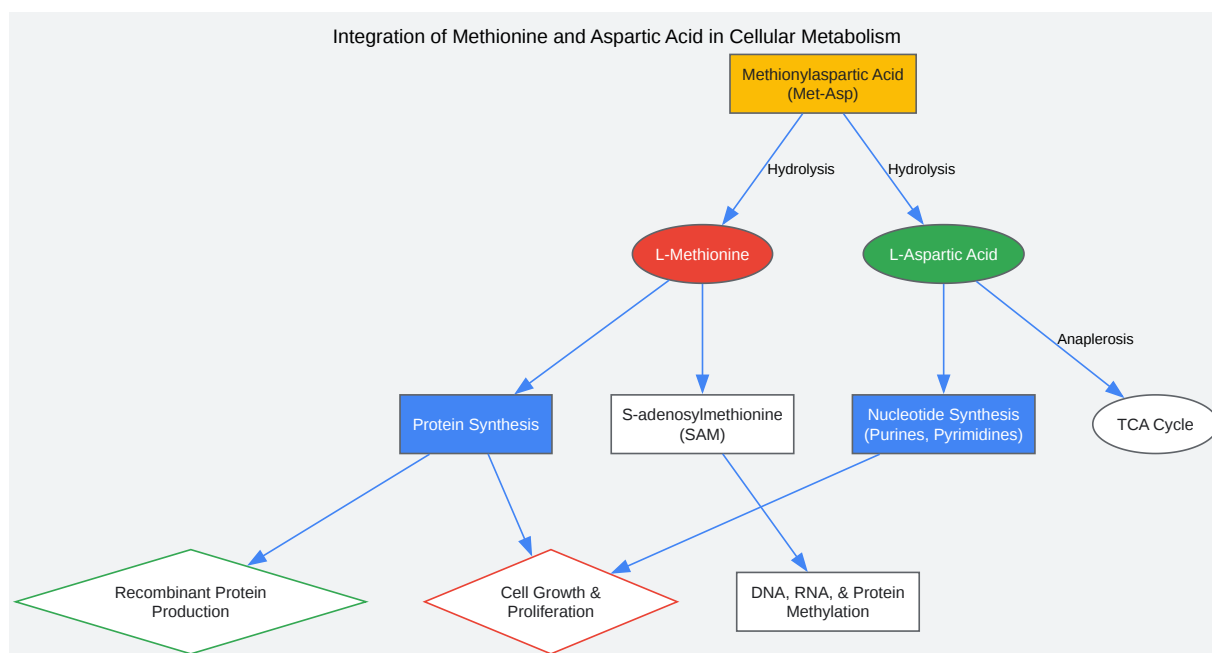 Integration of Methionine and Aspartic Acid in Cellular Metabolism
Methionylaspartic Acid
(Met-Asp)
Hydrolysis
Hydrolysis
L-Methionine
L-Aspartic Acid
Anaplerosis
Protein Synthesis
S-adenosylmethionine
(SAM)
Nucleotide Synthesis
(Purines, Pyrimidines)
TCA Cycle
Recombinant Protein
Production
Cell Growth &
Proliferation
DNA, RNA, & Protein
Methylation